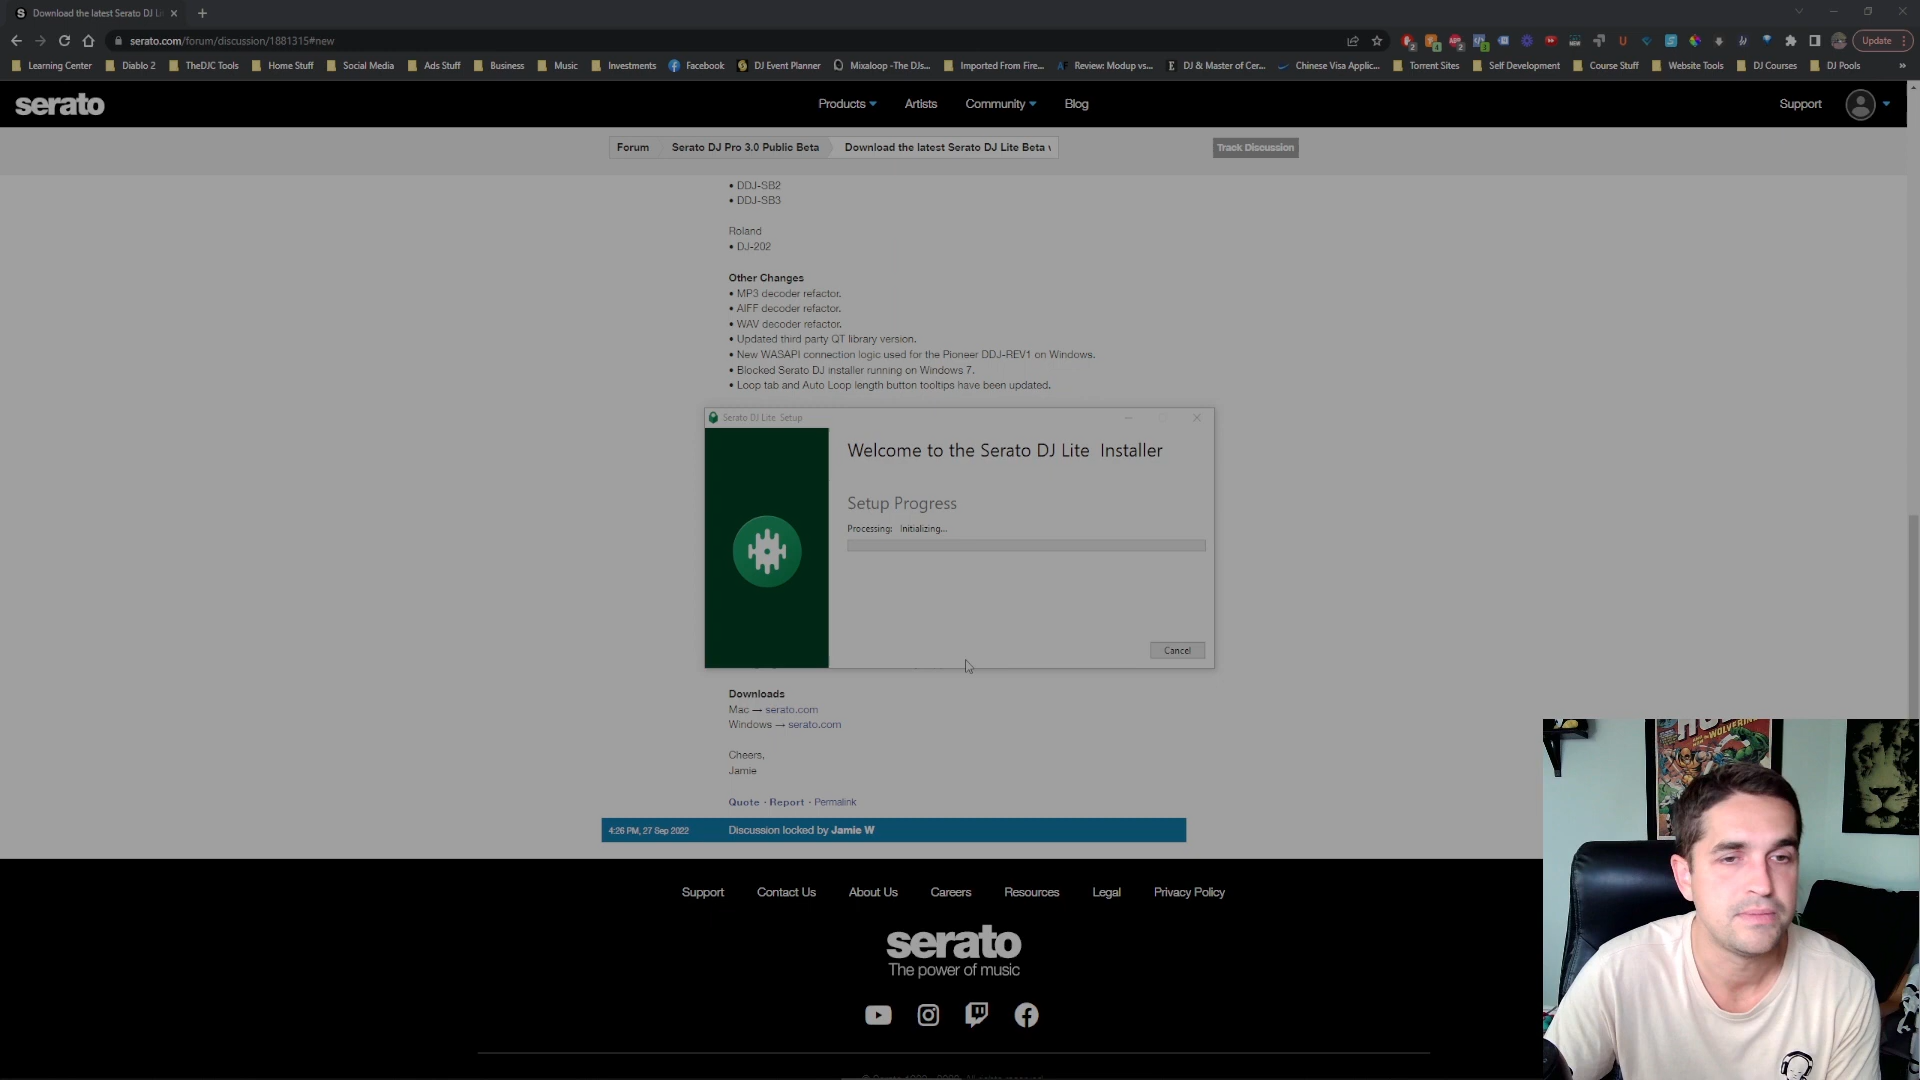 Download the latest Serato DJ Li
serato.com/forum/discussion/1881315#new
Update
Learning Center
Diablo 2
TheDJC Tools
Home Stuff
Social Media
Ads Stuff
Business
Music
Investments
Facebook
DJ Event Planner
Mixaloop -The DJs...
Imported From Fire...
Review: Modup vs...
DJ & Master of Cer...
Chinese Visa Applic...
Torrent Sites
Self Development
Course Stuff
Website Tools
DJ Courses
DJ Pools
»
serato
Products
Artists
Community
Blog
Support
Forum
Serato DJ Pro 3.0 Public Beta
Download the latest Serato DJ Lite Beta
Track Discussion
• DDJ-SB2
• DDJ-SB3
Roland
• DJ-202
Other Changes
• MP3 decoder refactor.
• AIFF decoder refactor.
• WAV decoder refactor.
• Updated third party QT library version.
• New WASAPI connection logic used for the Pioneer DDJ-REV1 on Windows.
• Blocked Serato DJ installer running on Windows 7.
• Loop tab and Auto Loop length button tooltips have been updated.
Serato DJ Lite Setup
Welcome to the Serato DJ Lite Installer
Setup Progress
Processing: Initializing...
Cancel
Downloads
Mac → serato.com
Windows → serato.com
Cheers,
Jamie
Quote · Report · Permalink
4:26 PM, 27 Sep 2022
Discussion locked by Jamie W
Support
Contact Us
About Us
Careers
Resources
Legal
Privacy Policy
serato
The power of music
WOLVERINE